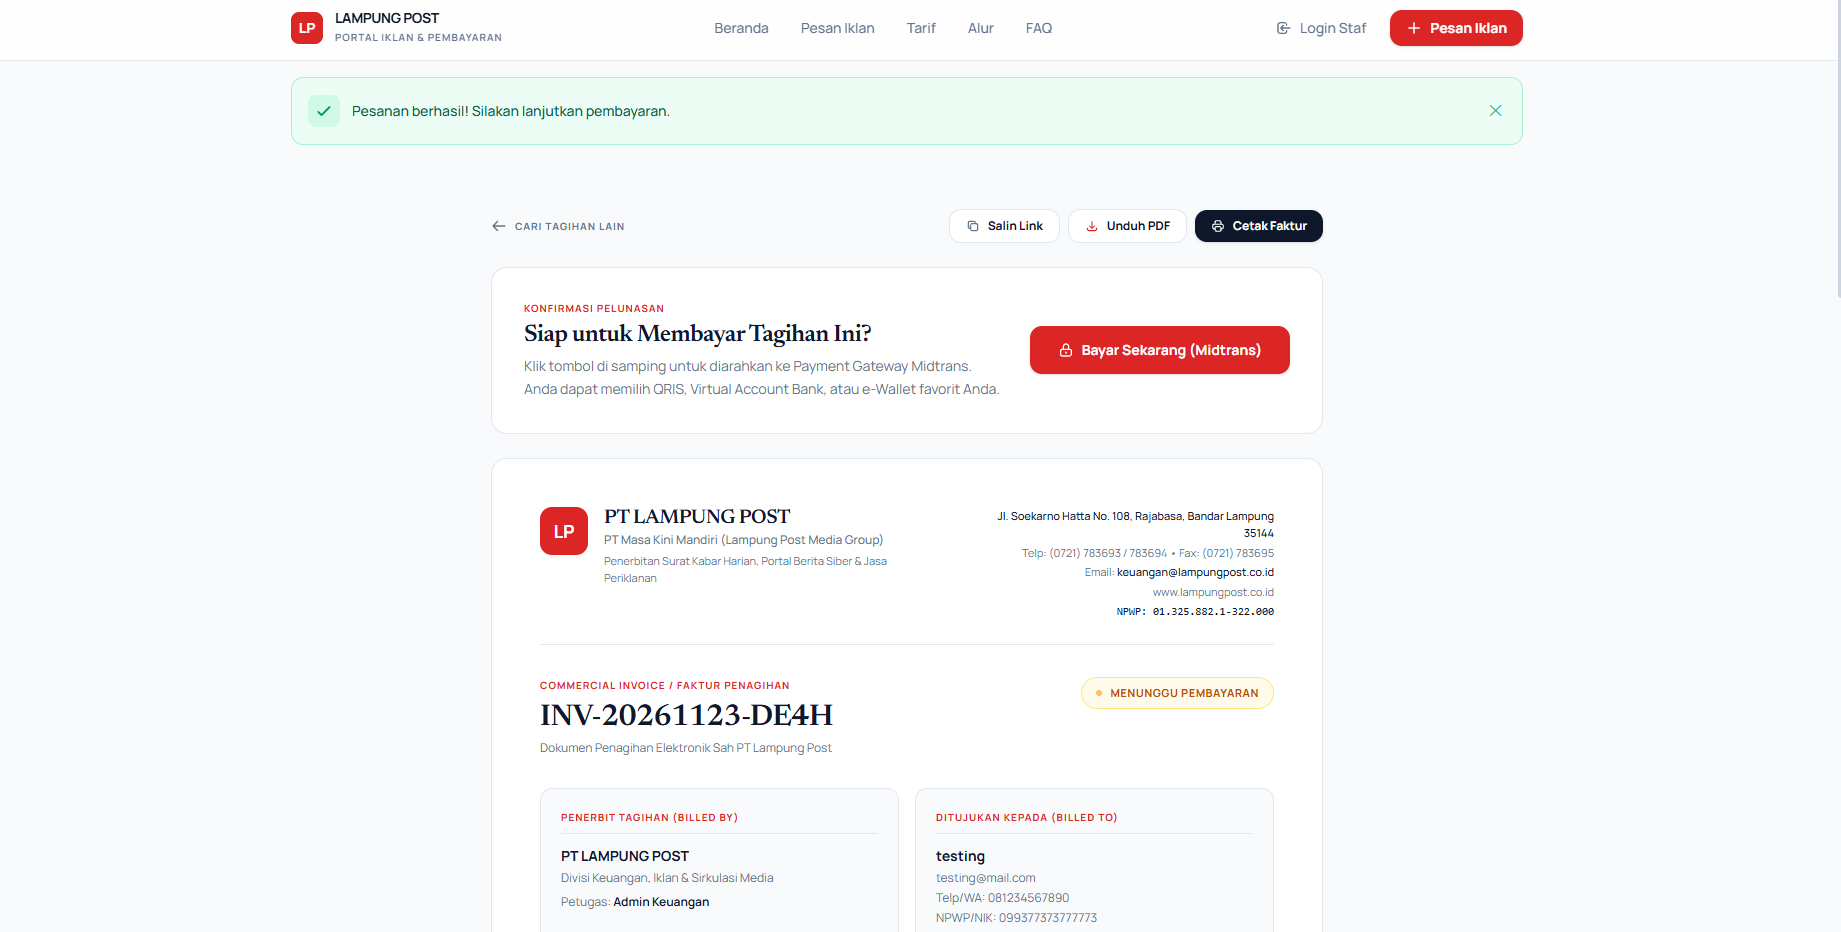 LP
LAMPUNG POST
PORTAL IKLAN & PEMBAYARAN
Beranda
Pesan Iklan
Tarif
Alur
FAQ
Login Staf
Pesan Iklan
Pesanan berhasil! Silakan lanjutkan pembayaran.
CARI TAGIHAN LAIN
Salin Link
Unduh PDF
Cetak Faktur
KONFIRMASI PELUNASAN
Siap untuk Membayar Tagihan Ini?
Klik tombol di samping untuk diarahkan ke Payment Gateway Midtrans.
Anda dapat memilih QRIS, Virtual Account Bank, atau e-Wallet favorit Anda.
Bayar Sekarang (Midtrans)
LP
PT LAMPUNG POST
PT Masa Kini Mandiri (Lampung Post Media Group)
Penerbitan Surat Kabar Harian, Portal Berita Siber & Jasa
Periklanan
Jl. Soekarno Hatta No. 108, Rajabasa, Bandar Lampung
35144
Telp: (0721) 783693 / 783694 • Fax: (0721) 783695
Email: keuangan@lampungpost.co.id
www.lampungpost.co.id
NPWP: 01.325.882.1-322.000
COMMERCIAL INVOICE / FAKTUR PENAGIHAN
INV-20261123-DE4H
Dokumen Penagihan Elektronik Sah PT Lampung Post
MENUNGGU PEMBAYARAN
PENERBIT TAGIHAN (BILLED BY)
PT LAMPUNG POST
Divisi Keuangan, Iklan & Sirkulasi Media
Petugas: Admin Keuangan
DITUJUKAN KEPADA (BILLED TO)
testing
testing@mail.com
Telp/WA: 081234567890
NPWP/NIK: 099377373777773